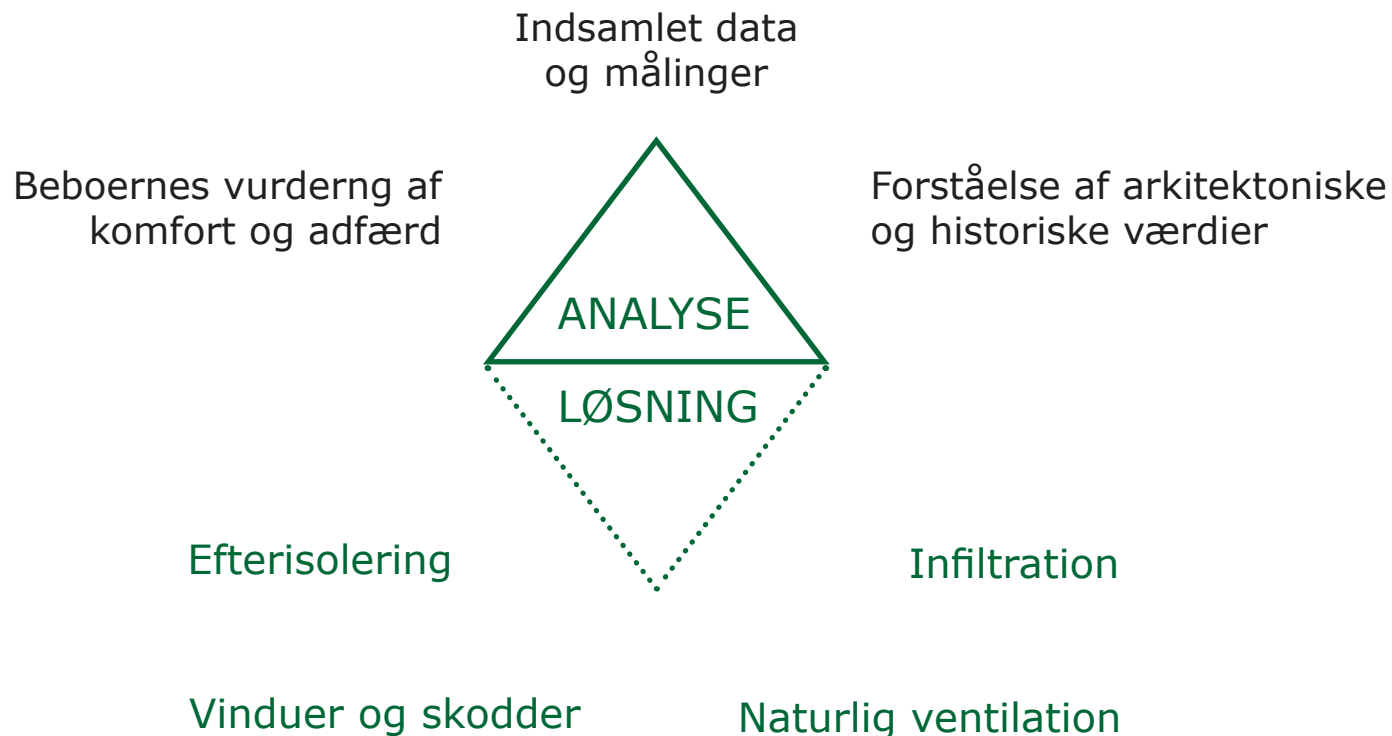 Indsamlet data
og målinger
Beboernes vurderng af
komfort og adfærd
Forståelse af arkitektoniske
og historiske værdier
ANALYSE
LØSNING
Efterisolering
Infiltration
Vinduer og skodder
Naturlig ventilation